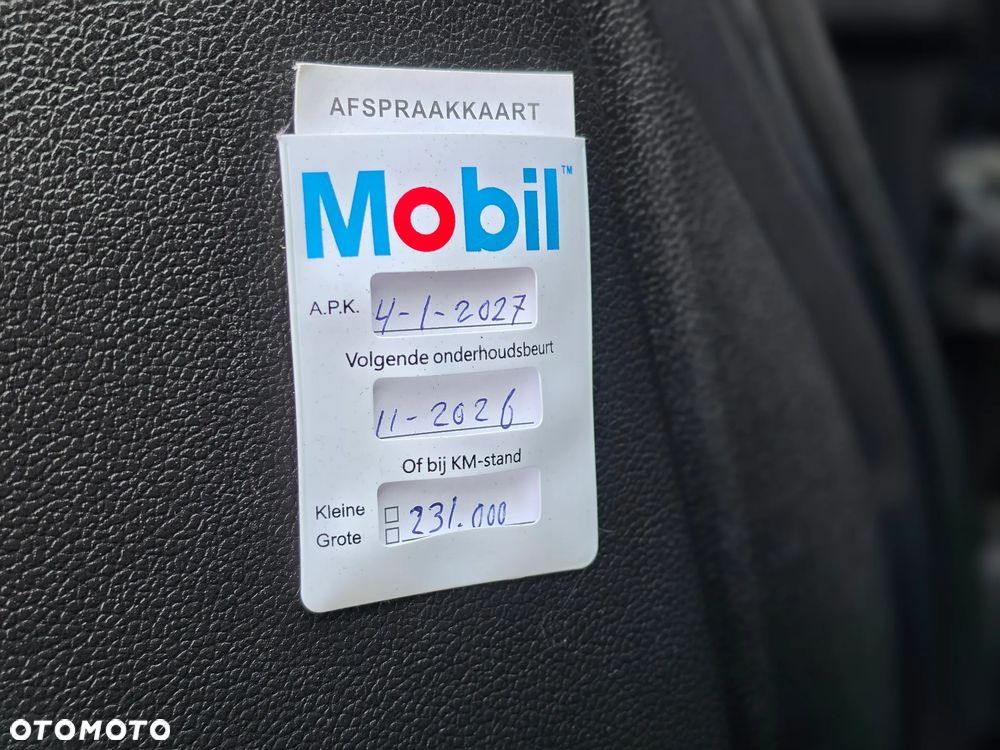 AFSPRAAKKAART
Mobil™
A.P.K. 4-1-2027
Volgende onderhoudsbeurt
11-2026
Of bij KM-stand
Kleine 231.000
Grote
OTOMOTO